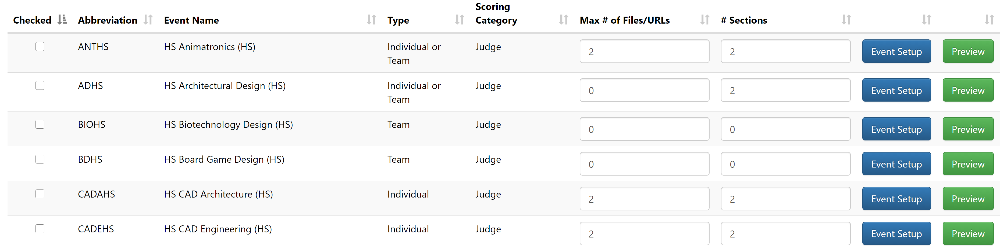 Checked Abbreviation Event Name Type Scoring Category Max # of Files/URLs # Sections
ANTHS HS Animatronics (HS) Individual or Team Judge 2 2 Event Setup Preview
ADHS HS Architectural Design (HS) Individual or Team Judge 0 2 Event Setup Preview
BIOHS HS Biotechnology Design (HS) Team Judge 0 0 Event Setup Preview
BDHS HS Board Game Design (HS) Team Judge 0 0 Event Setup Preview
CADAHS HS CAD Architecture (HS) Individual Judge 2 2 Event Setup Preview
CADEHS HS CAD Engineering (HS) Individual Judge 2 2 Event Setup Preview